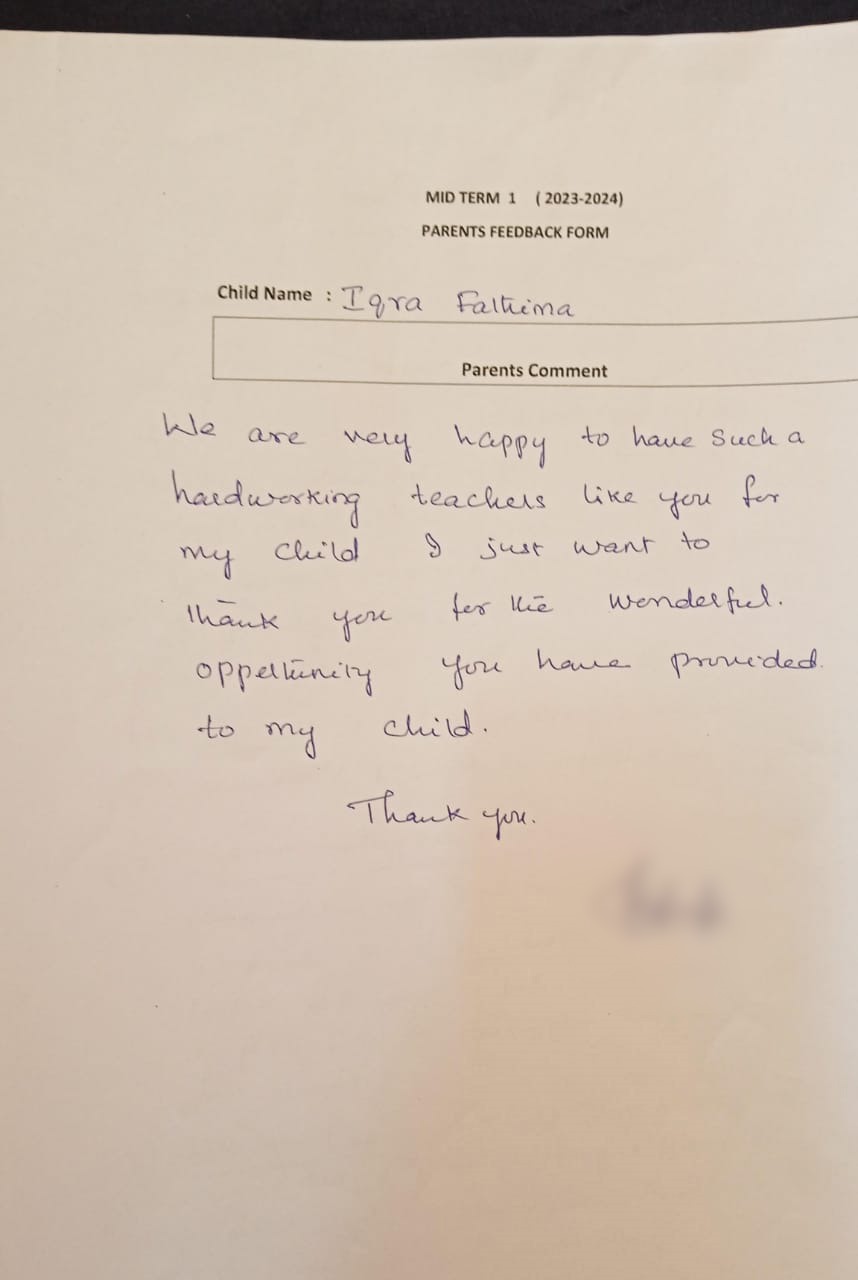 MID TERM 1 ( 2023-2024)
PARENTS FEEDBACK FORM
Child Name : Iqra Fathima
Parents Comment
We are very happy to have such a
hardworking teachers like you for
my child I just want to
thank you for the wonderful.
oppertunity you have provided.
to my child.
Thank you.